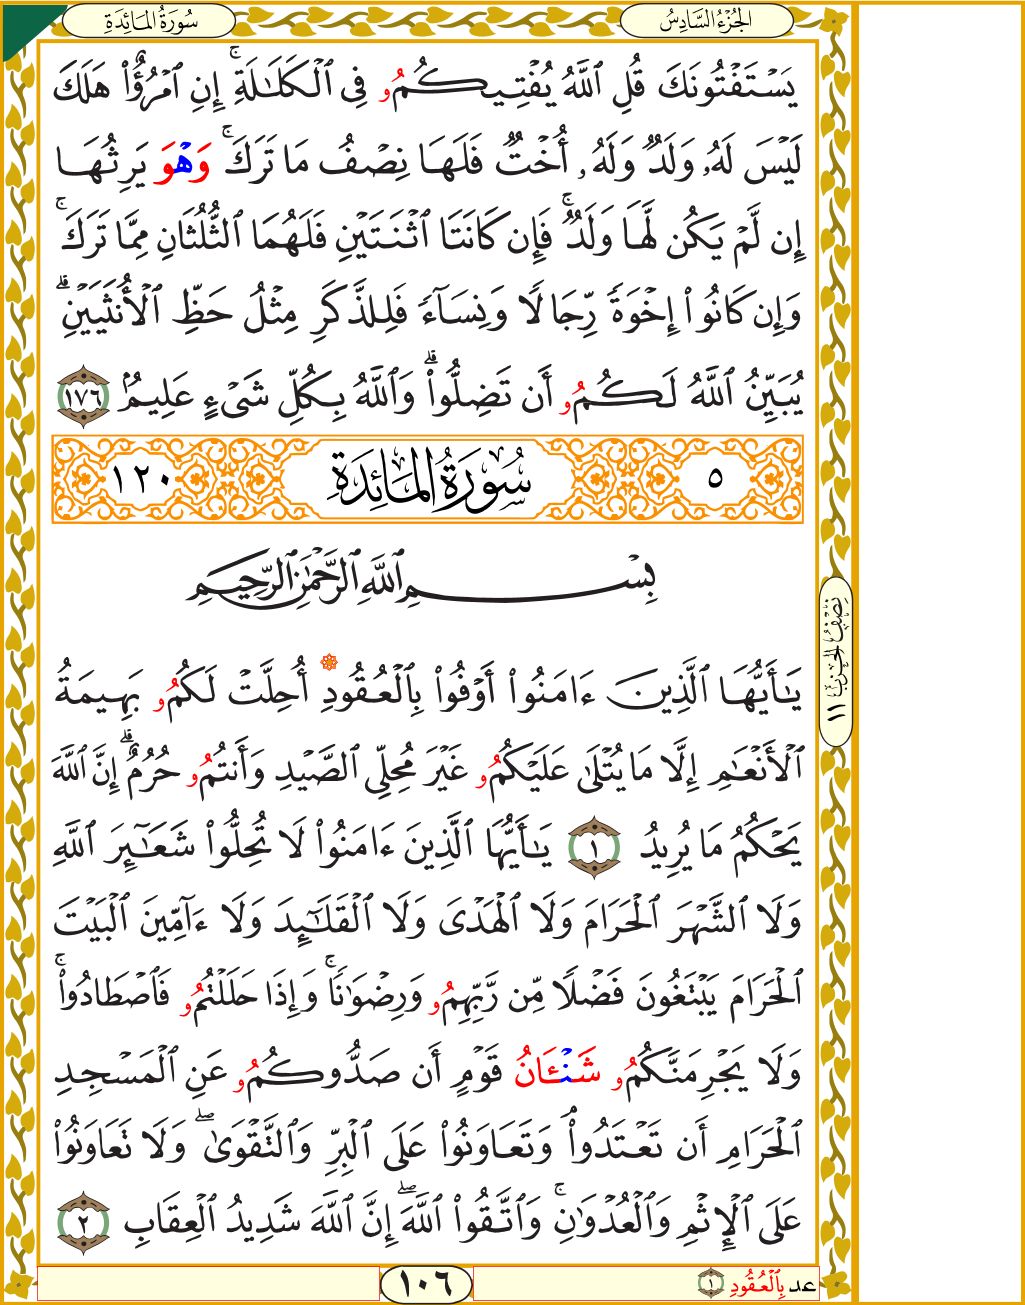 سُورَةُ المَائِدَةِ
الجُزْءُ السَّادِسُ
يَسْتَفْتُونَكَ قُلِ ٱللَّهُ يُفْتِيكُمُۥ فِى ٱلْكَلَٰلَةِۚ إِنِ ٱمْرُؤٌا۟ هَلَكَ
لَيْسَ لَهُۥ وَلَدٌ وَلَهُۥٓ أُخْتٌ فَلَهَا نِصْفُ مَا تَرَكَۚ وَهْوَ يَرِثُهَا
إِن لَّمْ يَكُن لَّهَا وَلَدٌۚ فَإِن كَانَتَا ٱثْنَتَيْنِ فَلَهُمَا ٱلثُّلُثَانِ مِمَّا تَرَكَۚ
وَإِن كَانُوا۟ إِخْوَةً رِّجَالًا وَنِسَآءً فَلِلذَّكَرِ مِثْلُ حَظِّ ٱلْأُنثَيَيْنِۗ
يُبَيِّنُ ٱللَّهُ لَكُمُۥ أَن تَضِلُّوا۟ۗ وَٱللَّهُ بِكُلِّ شَىْءٍ عَلِيمٌۢ ١٧٦
٥ سُورَةُ المَائِدَةِ ١٢٠
بِسْمِ ٱللَّهِ ٱلرَّحْمَٰنِ ٱلرَّحِيمِ
يَٰٓأَيُّهَا ٱلَّذِينَ ءَامَنُوا۟ أَوْفُوا۟ بِٱلْعُقُودِ أُحِلَّتْ لَكُمُۥ بَهِيمَةُ
ٱلْأَنْعَٰمِ إِلَّا مَا يُتْلَىٰ عَلَيْكُمُۥ غَيْرَ مُحِلِّى ٱلصَّيْدِ وَأَنتُمُۥ حُرُمٌۗ إِنَّ ٱللَّهَ
يَحْكُمُ مَا يُرِيدُ ١ يَٰٓأَيُّهَا ٱلَّذِينَ ءَامَنُوا۟ لَا تُحِلُّوا۟ شَعَٰٓئِرَ ٱللَّهِ
وَلَا ٱلشَّهْرَ ٱلْحَرَامَ وَلَا ٱلْهَدْىَ وَلَا ٱلْقَلَٰٓئِدَ وَلَآ ءَآمِّينَ ٱلْبَيْتَ
ٱلْحَرَامَ يَبْتَغُونَ فَضْلًا مِّن رَّبِّهِمُۥ وَرِضْوَٰنًاۚ وَإِذَا حَلَلْتُمُۥ فَٱصْطَادُوا۟ۚ
وَلَا يَجْرِمَنَّكُمُۥ شَنْـَٔانُ قَوْمٍ أَن صَدُّوكُمُۥ عَنِ ٱلْمَسْجِدِ
ٱلْحَرَامِ أَن تَعْتَدُوا۟ۘ وَتَعَاوَنُوا۟ عَلَى ٱلْبِرِّ وَٱلتَّقْوَىٰۖ وَلَا تَعَاوَنُوا۟
عَلَى ٱلْإِثْمِ وَٱلْعُدْوَٰنِۚ وَٱتَّقُوا۟ ٱللَّهَۖ إِنَّ ٱللَّهَ شَدِيدُ ٱلْعِقَابِ ٢
نِصْفُ الحِزْبِ ١١
عد بِٱلْعُقُودِ ١
١٠٦